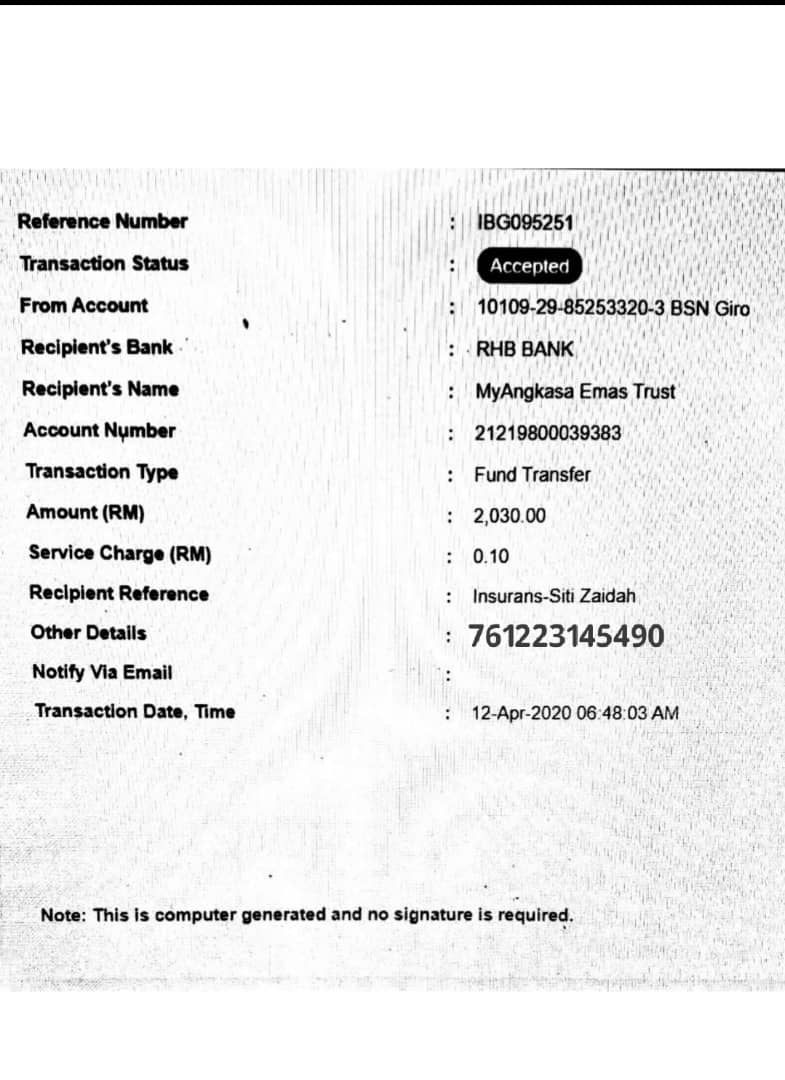 Reference Number : IBG095251
Transaction Status : Accepted
From Account : 10109-29-85253320-3 BSN Giro
Recipient's Bank : RHB BANK
Recipient's Name : MyAngkasa Emas Trust
Account Number : 21219800039383
Transaction Type : Fund Transfer
Amount (RM) : 2,030.00
Service Charge (RM) : 0.10
Recipient Reference : Insurans-Siti Zaidah
Other Details : 761223145490
Notify Via Email :
Transaction Date, Time : 12-Apr-2020 06:48:03 AM
Note: This is computer generated and no signature is required.